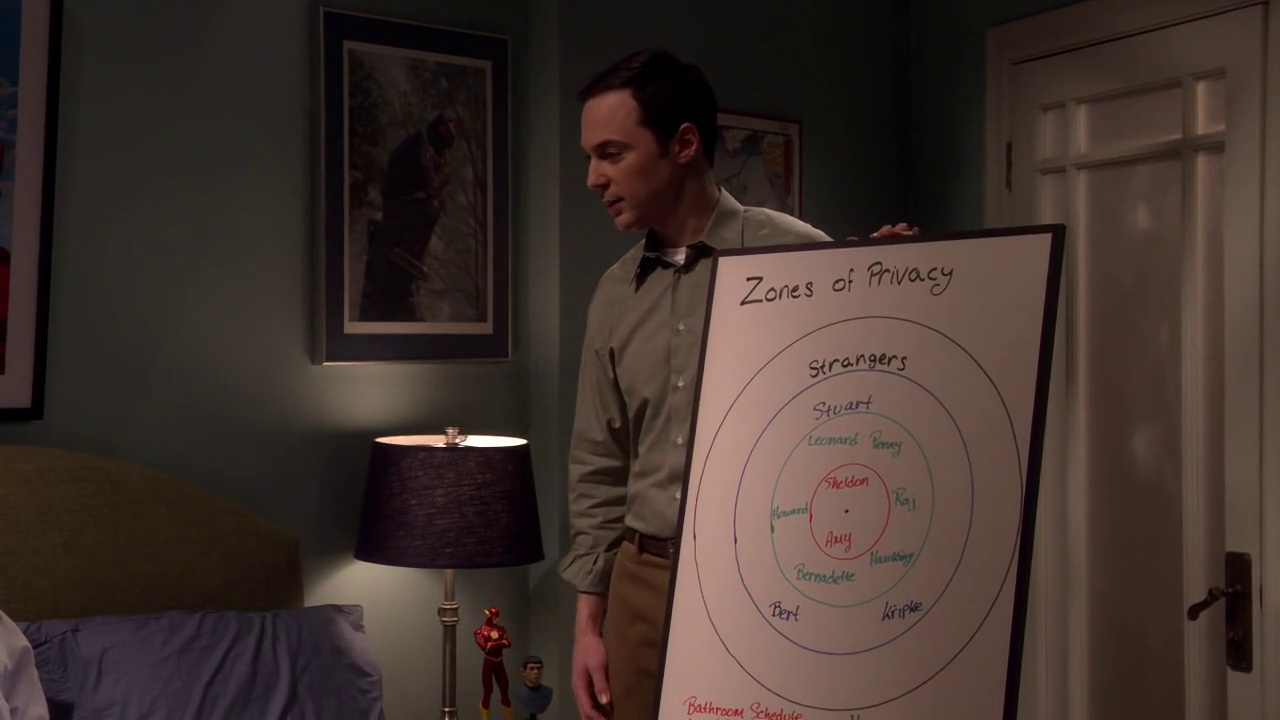 Zones of Privacy
Strangers
Stuart
Leonard Penny
Sheldon
Howard
Raj
Amy
Hawking
Bernadette
Bert
Kripke
Bathroom Schedule